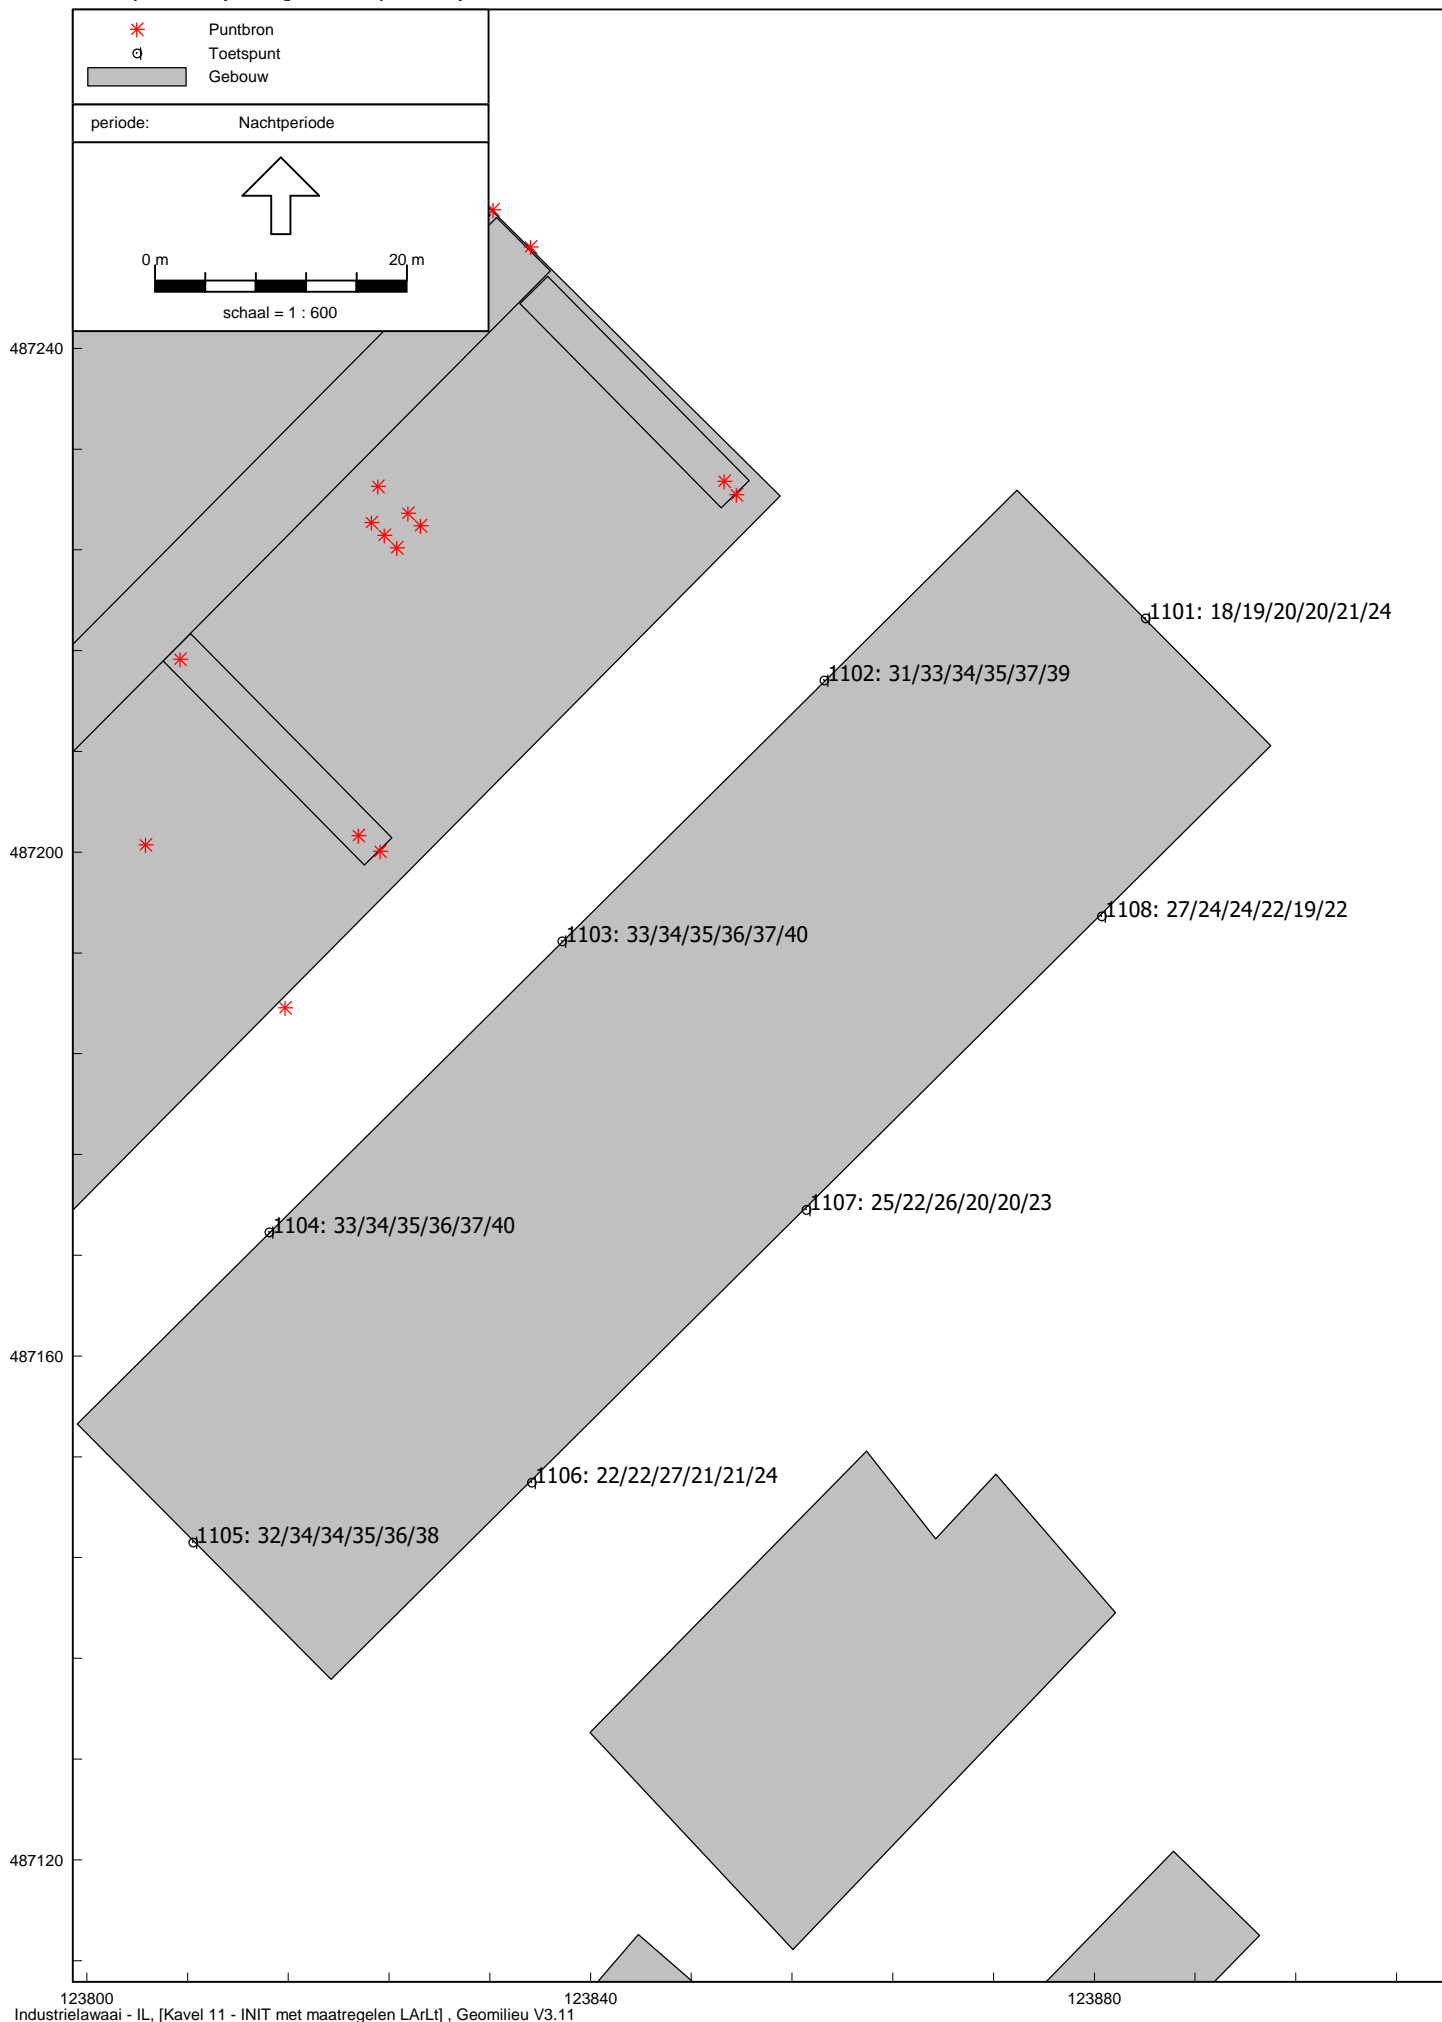 Puntbron
Toetspunt
Gebouw
periode: Nachtperiode
0 m 20 m
schaal = 1 : 600
487240
1101: 18/19/20/20/21/24
1102: 31/33/34/35/37/39
487200
1108: 27/24/24/22/19/22
1103: 33/34/35/36/37/40
1107: 25/22/26/20/20/23
1104: 33/34/35/36/37/40
487160
1106: 22/22/27/21/21/24
1105: 32/34/34/35/36/38
487120
123800 123840 123880
Industrielawaai - IL, [Kavel 11 - INIT met maatregelen LArLt] , Geomilieu V3.11